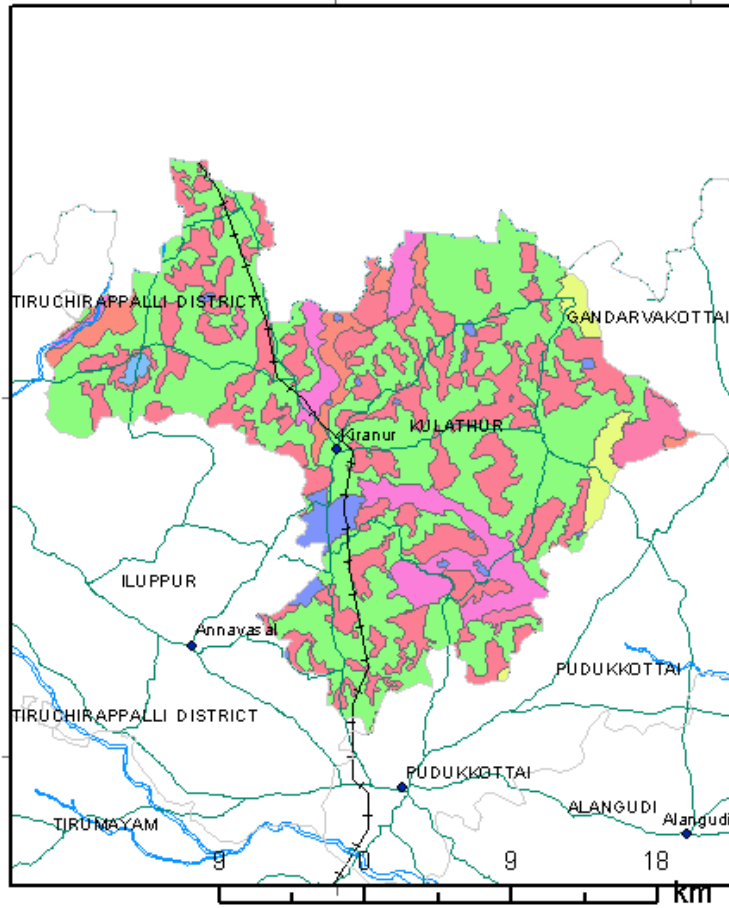 TIRUCHIRAPPALLI DISTRICT
GANDARVAKOTTAI
KULATHUR
Kiranur
ILUPPUR
Annavasal
PUDUKKOTTAI
TIRUCHIRAPPALLI DISTRICT
PUDUKKOTTAI
ALANGUDI
Alangudi
TIRUMAYAM
9 0 9 18
km